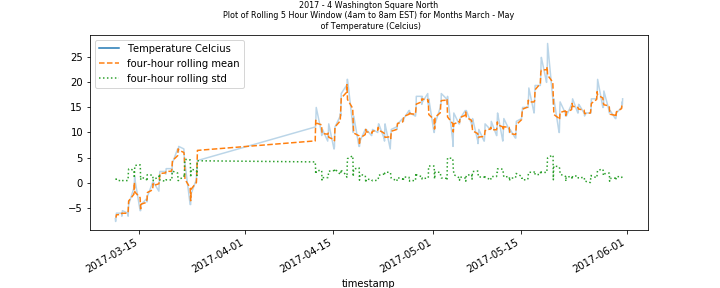 2017 - 4 Washington Square North
Plot of Rolling 5 Hour Window (4am to 8am EST) for Months March - May
of Temperature (Celcius)
Temperature Celcius
four-hour rolling mean
four-hour rolling std
25
20
15
10
5
0
−5
2017-03-15
2017-04-01
2017-04-15
2017-05-01
2017-05-15
2017-06-01
timestamp